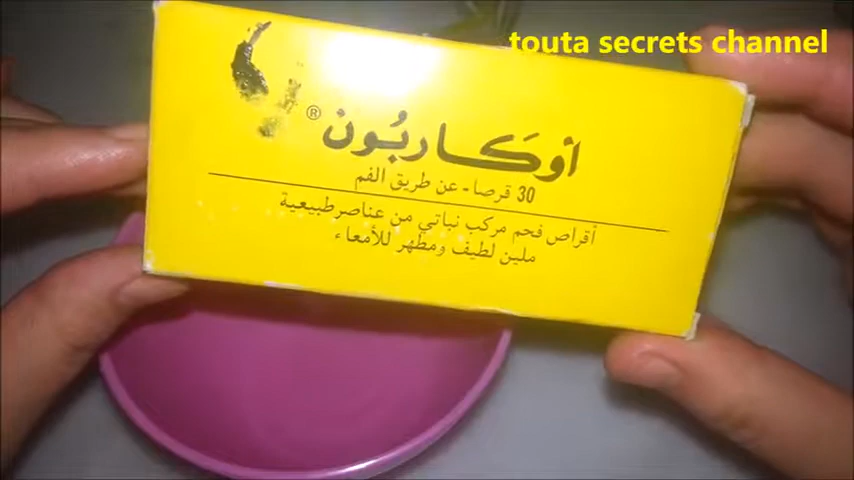 touta secrets channel
أوكاربون®
30 قرصا - عن طريق الفم
أقراص فحم مركب نباتي من عناصر طبيعية
ملين لطيف ومطهر للأمعاء